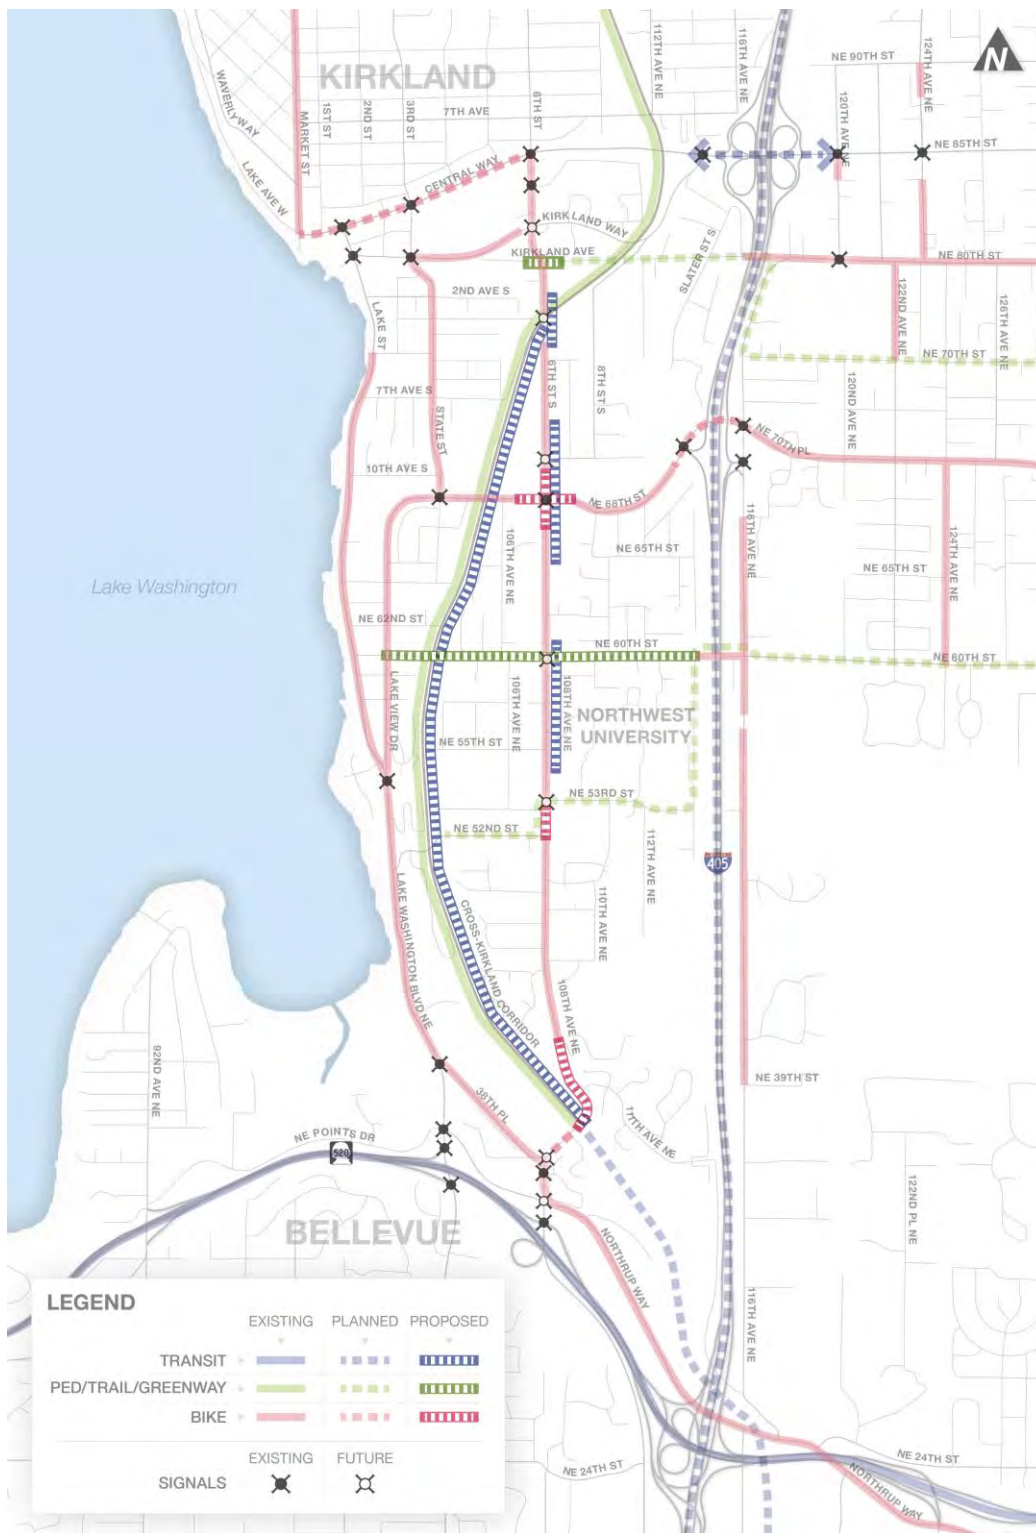 N
KIRKLAND
WAVERLY WAY
MARKET ST
1ST ST
2ND ST
3RD ST
7TH AVE
6TH ST
112TH AVE NE
116TH AVE NE
NE 90TH ST
120TH AVE NE
124TH AVE NE
NE 85TH ST
LAKE AVE W
CENTRAL WAY
KIRKLAND WAY
KIRKLAND AVE
SLATER ST S
NE 80TH ST
2ND AVE S
LAKE ST
122ND AVE NE
126TH AVE NE
NE 70TH ST
7TH AVE S
STATE ST
6TH ST S
8TH ST S
120ND AVE NE
NE 70TH PL
10TH AVE S
NE 68TH ST
106TH AVE NE
NE 65TH ST
116TH AVE NE
NE 65TH ST
124TH AVE NE
Lake Washington
NE 62ND ST
NE 60TH ST
NE 60TH ST
LAKE VIEW DR
106TH AVE NE
108TH AVE NE
NORTHWEST
UNIVERSITY
NE 55TH ST
NE 53RD ST
NE 52ND ST
112TH AVE NE
405
LAKE WASHINGTON BLVD NE
CROSS-KIRKLAND CORRIDOR
110TH AVE NE
108TH AVE NE
92ND AVE NE
38TH PL
NE 39TH ST
11TH AVE NE
NE POINTS DR
520
BELLEVUE
122ND PL NE
NORTHRUP WAY
116TH AVE NE
LEGEND
EXISTING PLANNED PROPOSED
TRANSIT
PED/TRAIL/GREENWAY
BIKE
EXISTING FUTURE
SIGNALS
NE 24TH ST
NE 24TH ST
NORTHRUP WAY